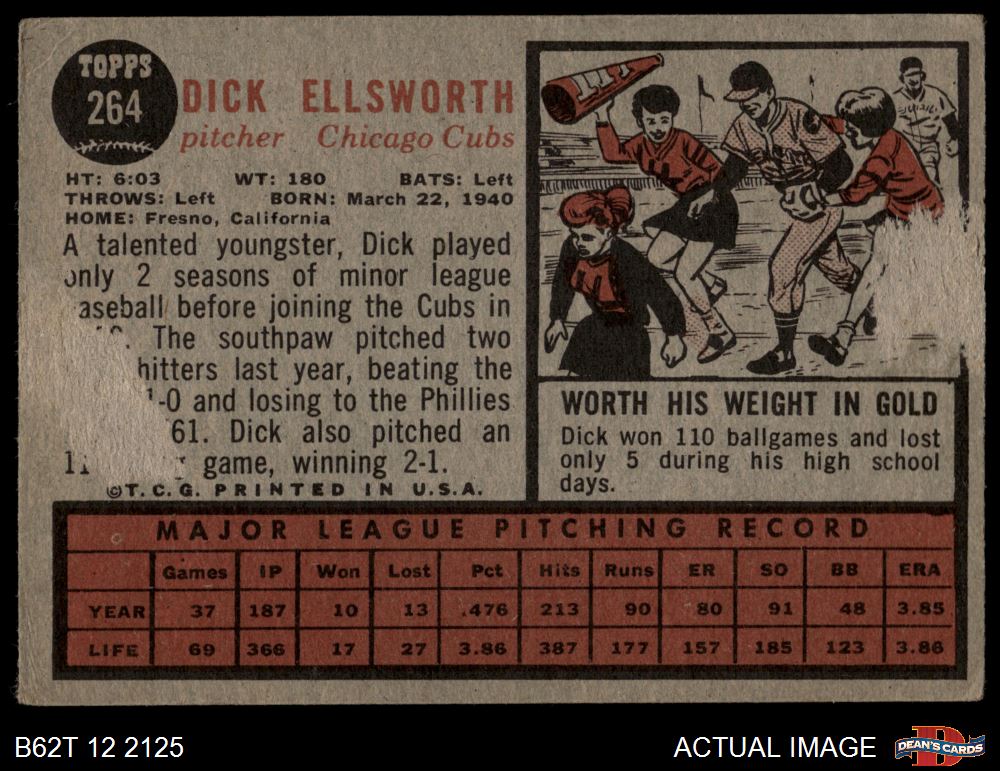 TOPPS
264
DICK ELLSWORTH
pitcher Chicago Cubs
HT: 6:03 WT: 180 BATS: Left
THROWS: Left BORN: March 22, 1940
HOME: Fresno, California
A talented youngster, Dick played
only 2 seasons of minor league
aseball before joining the Cubs in
The southpaw pitched two
hitters last year, beating the
1-0 and losing to the Phillies
61. Dick also pitched an
game, winning 2-1.
©T.C.G. PRINTED IN U.S.A.
WORTH HIS WEIGHT IN GOLD
Dick won 110 ballgames and lost
only 5 during his high school
days.
MAJOR LEAGUE PITCHING RECORD
Games IP Won Lost Pct Hits Runs ER SO BB ERA
YEAR 37 187 10 13 .476 213 90 80 91 48 3.85
LIFE 69 366 17 27 3.86 387 177 157 185 123 3.86
B62T 12 2125
ACTUAL IMAGE
DEAN'S CARDS